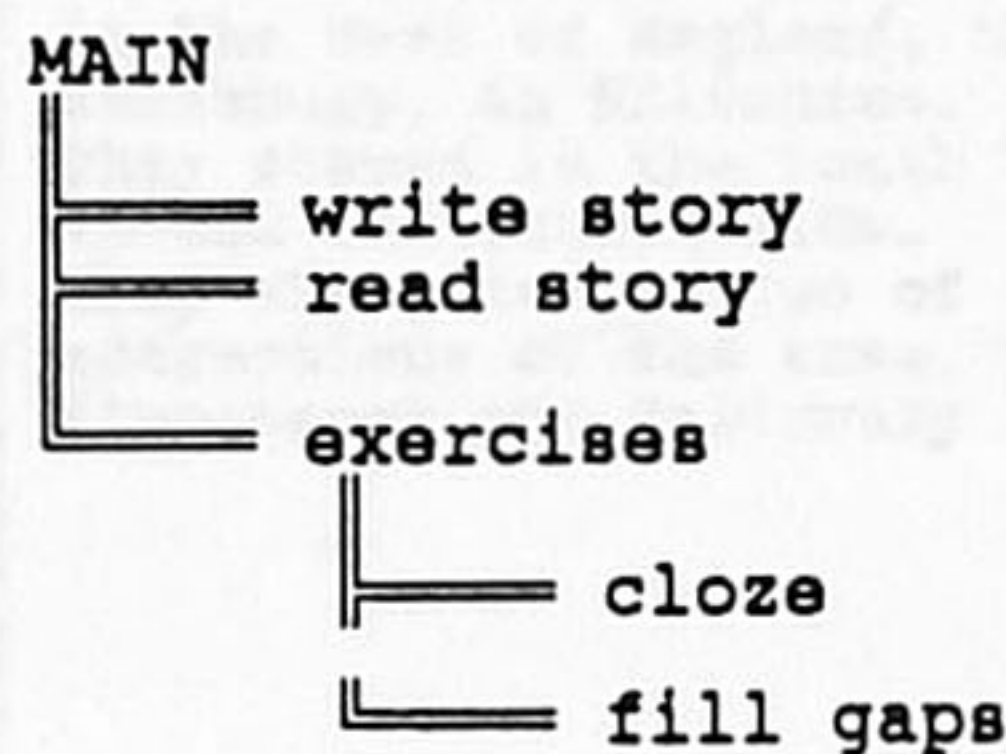 MAIN
write story
read story
exercises
cloze
fill gaps